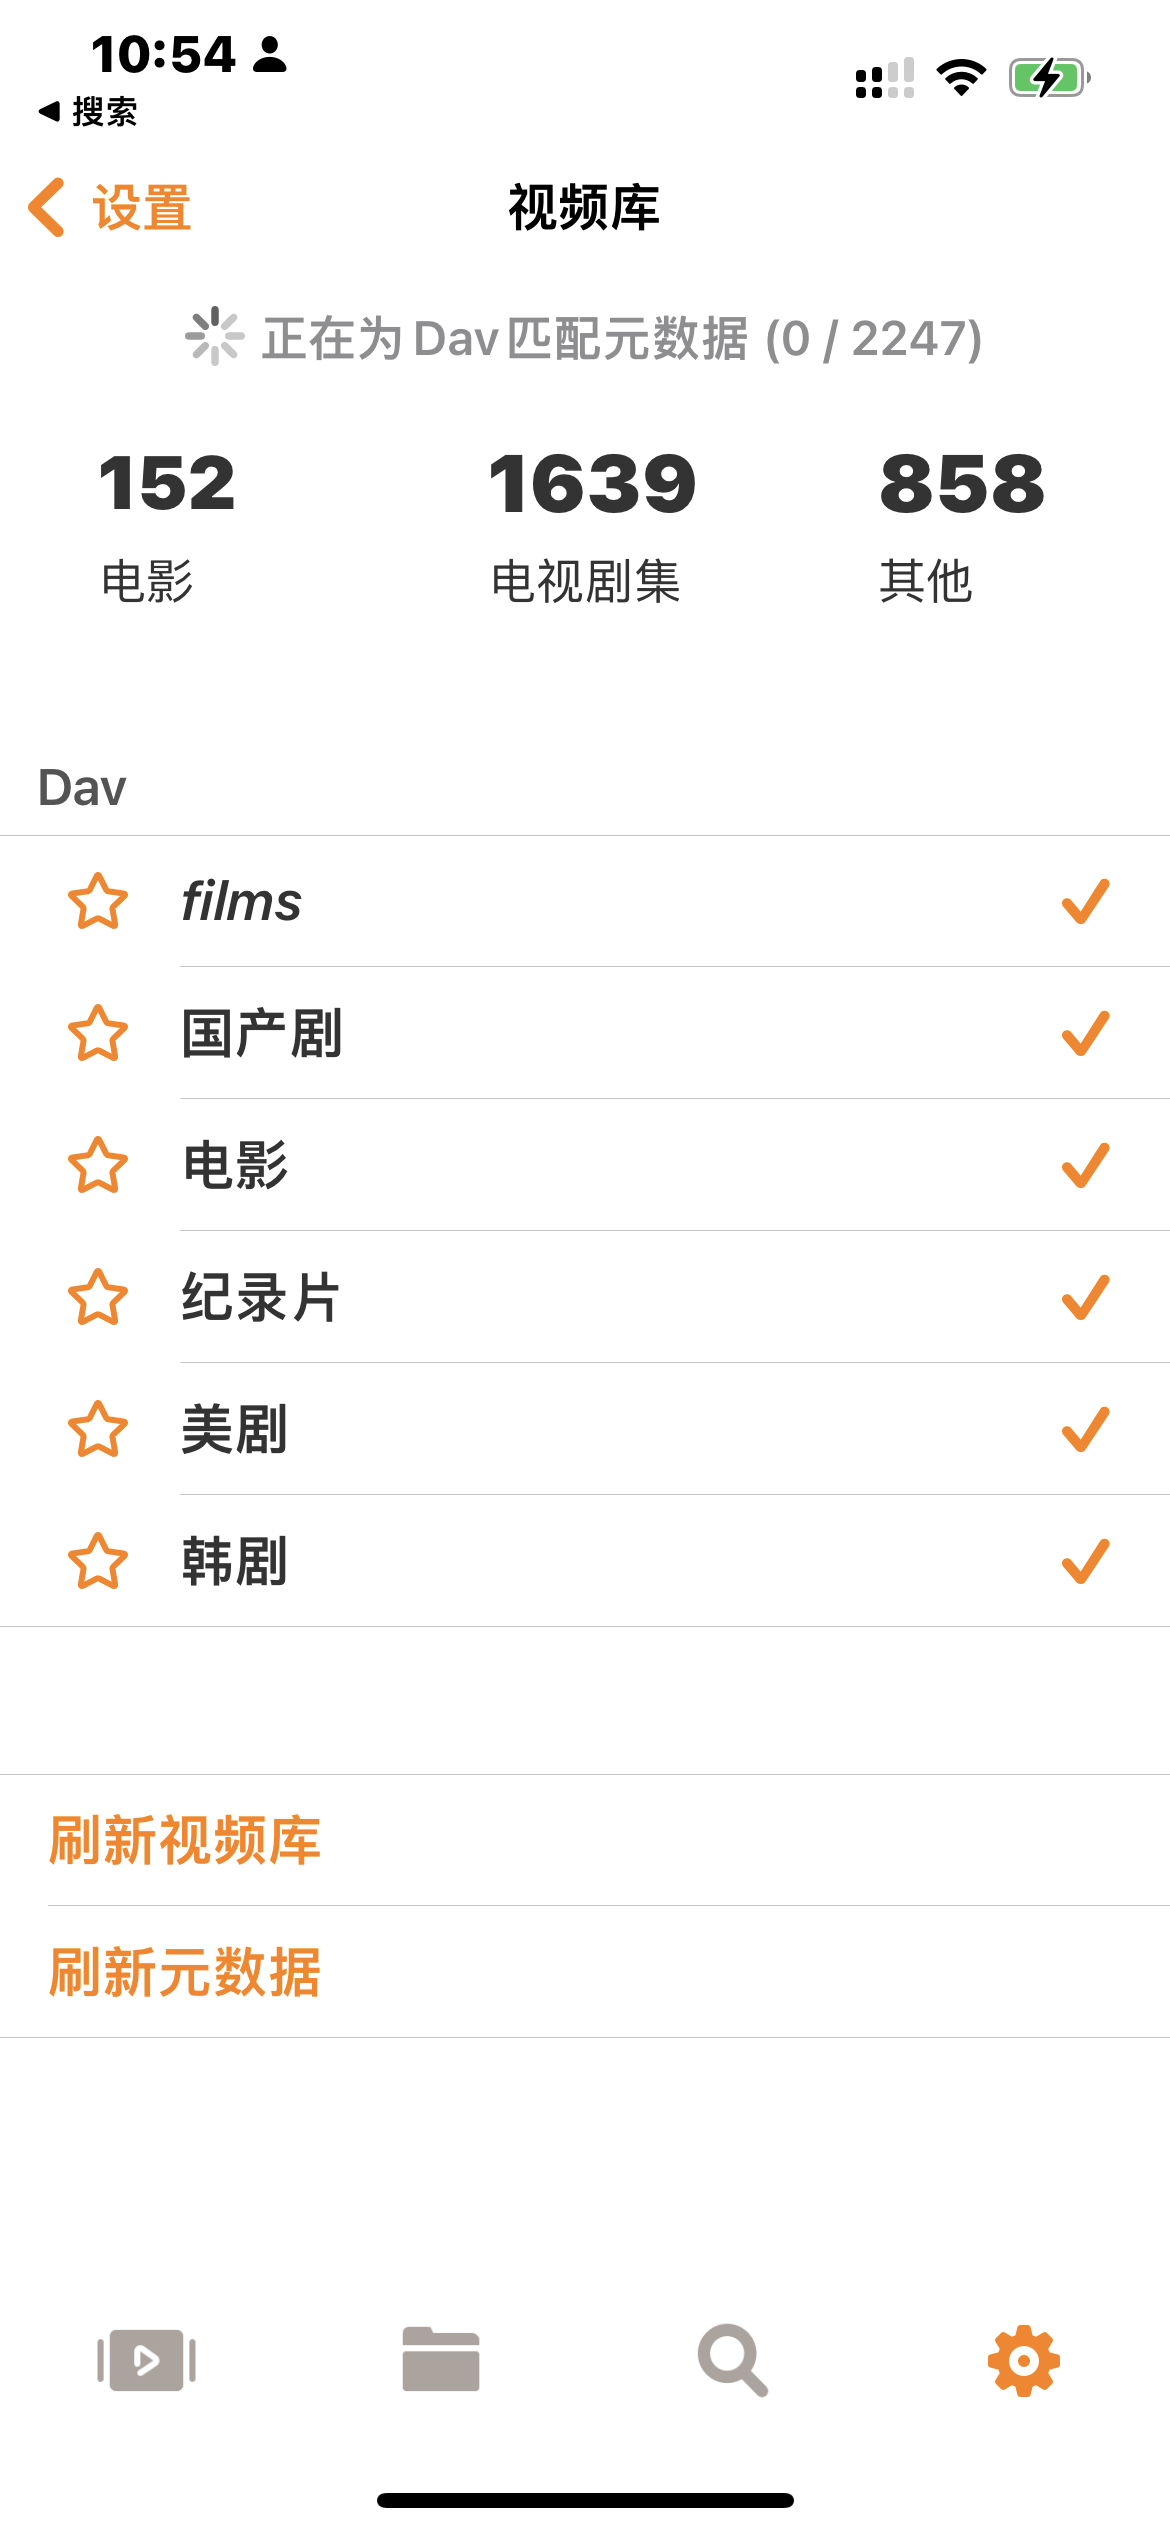 10:54
搜索
设置
视频库
正在为 Dav 匹配元数据 (0 / 2247)
152
1639
858
电影
电视剧集
其他
Dav
films
国产剧
电影
纪录片
美剧
韩剧
刷新视频库
刷新元数据